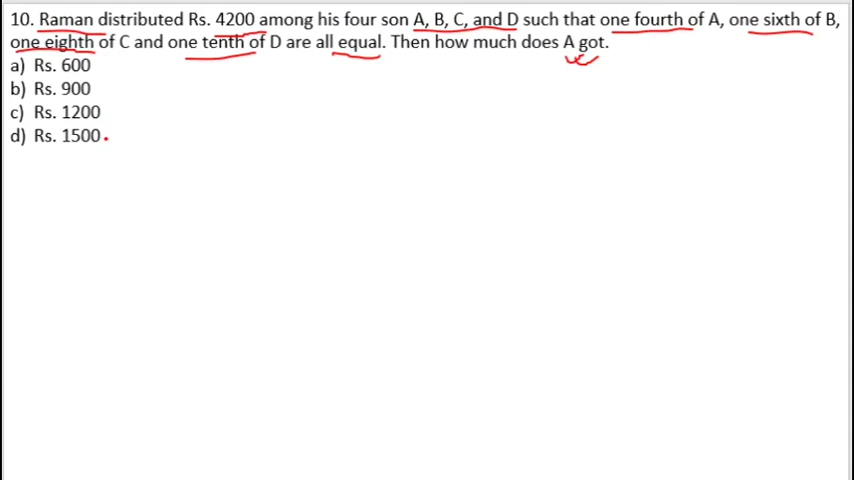 10. Raman distributed Rs. 4200 among his four son A, B, C, and D such that one fourth of A, one sixth of B,
one eighth of C and one tenth of D are all equal. Then how much does A got.
a) Rs. 600
b) Rs. 900
c) Rs. 1200
d) Rs. 1500